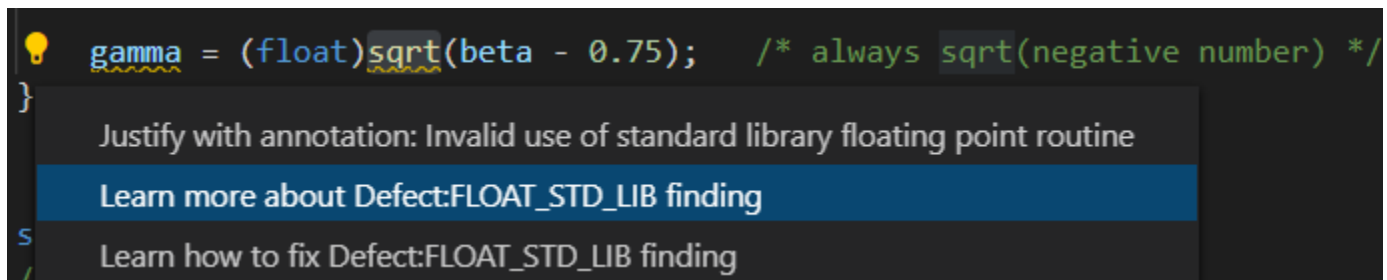 gamma = (float)sqrt(beta - 0.75);   /* always sqrt(negative number) */
}
Justify with annotation: Invalid use of standard library floating point routine
Learn more about Defect:FLOAT_STD_LIB finding
s
Learn how to fix Defect:FLOAT_STD_LIB finding
/